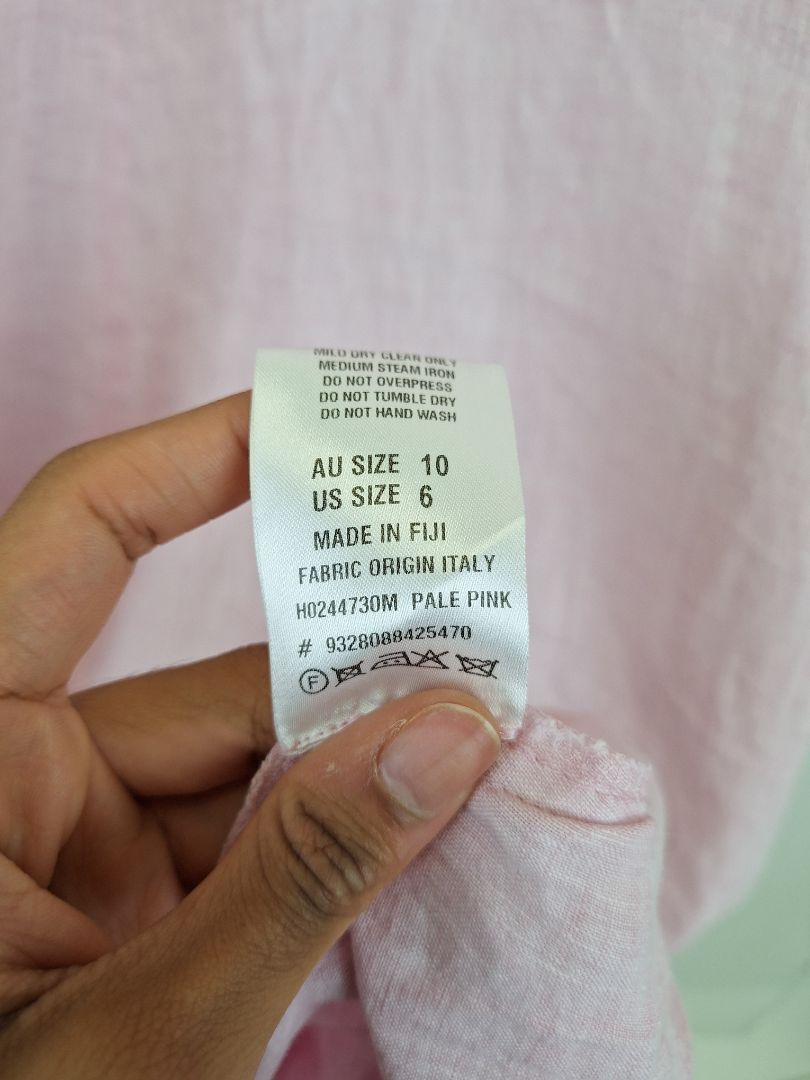 MILD DRY CLEAN ONLY
MEDIUM STEAM IRON
DO NOT OVERPRESS
DO NOT TUMBLE DRY
DO NOT HAND WASH
AU SIZE 10
US SIZE 6
MADE IN FIJI
FABRIC ORIGIN ITALY
H0244730M PALE PINK
# 9328088425470
F